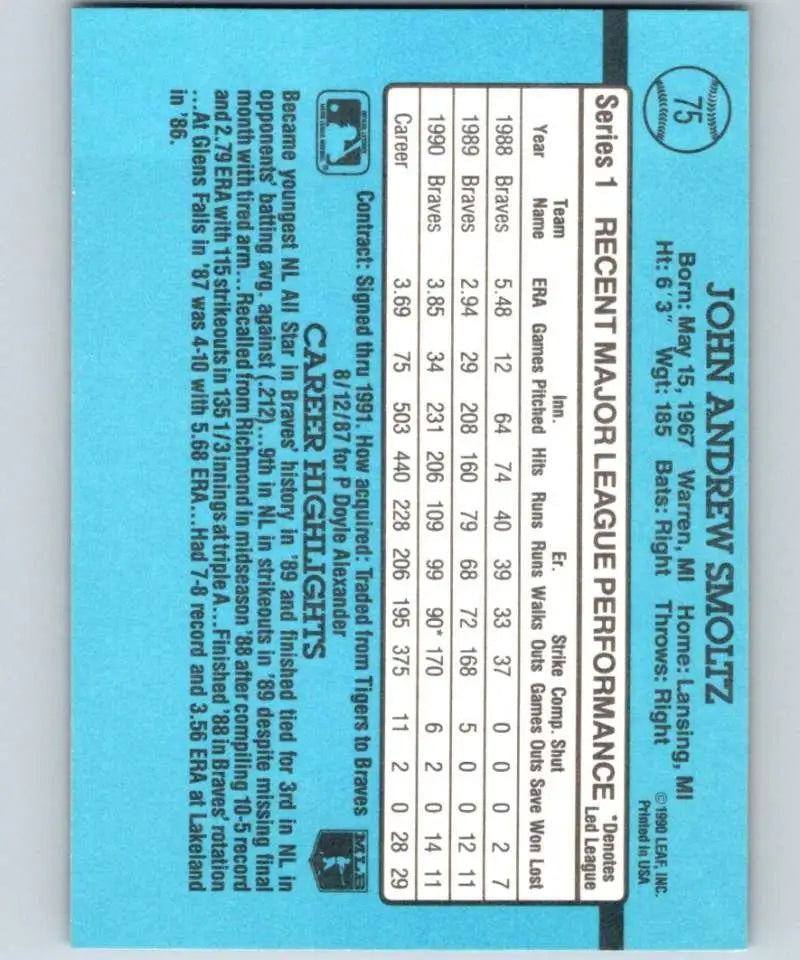 75
JOHN ANDREW SMOLTZ
Born: May 15, 1967 Warren, MI Home: Lansing, MI
Ht: 6'3" Wgt: 185 Bats: Right Throws: Right
©1990 LEAF, INC.
Printed in USA
Series 1 RECENT MAJOR LEAGUE PERFORMANCE *Denotes
Led League
Team Inn. Er. Strike Comp. Shut
Year Name ERA Games Pitched Hits Runs Runs Walks Outs Games Outs Save Won Lost
1988 Braves 5.48 12 64 74 40 39 33 37 0 0 0 2 7
1989 Braves 2.94 29 208 160 79 68 72 168 5 0 0 12 11
1990 Braves 3.85 34 231 206 109 99 90* 170 6 2 0 14 11
Career 3.69 75 503 440 228 206 195 375 11 2 0 28 29
Contract: Signed thru 1991. How acquired: Traded from Tigers to Braves
8/12/87 for P Doyle Alexander
MLB
CAREER HIGHLIGHTS
Became youngest NL All Star in Braves' history in '89 and finished tied for 3rd in NL in
opponents' batting avg. against (.212)...9th in NL in strikeouts in '89 despite missing final
month with tired arm...Recalled from Richmond in midseason '88 after compiling 10-5 record
and 2.79 ERA with 115 strikeouts in 135 1/3 innings at triple A...Finished '88 in Braves' rotation
...At Glens Falls in '87 was 4-10 with 5.68 ERA...Had 7-8 record and 3.56 ERA at Lakeland
in '86.